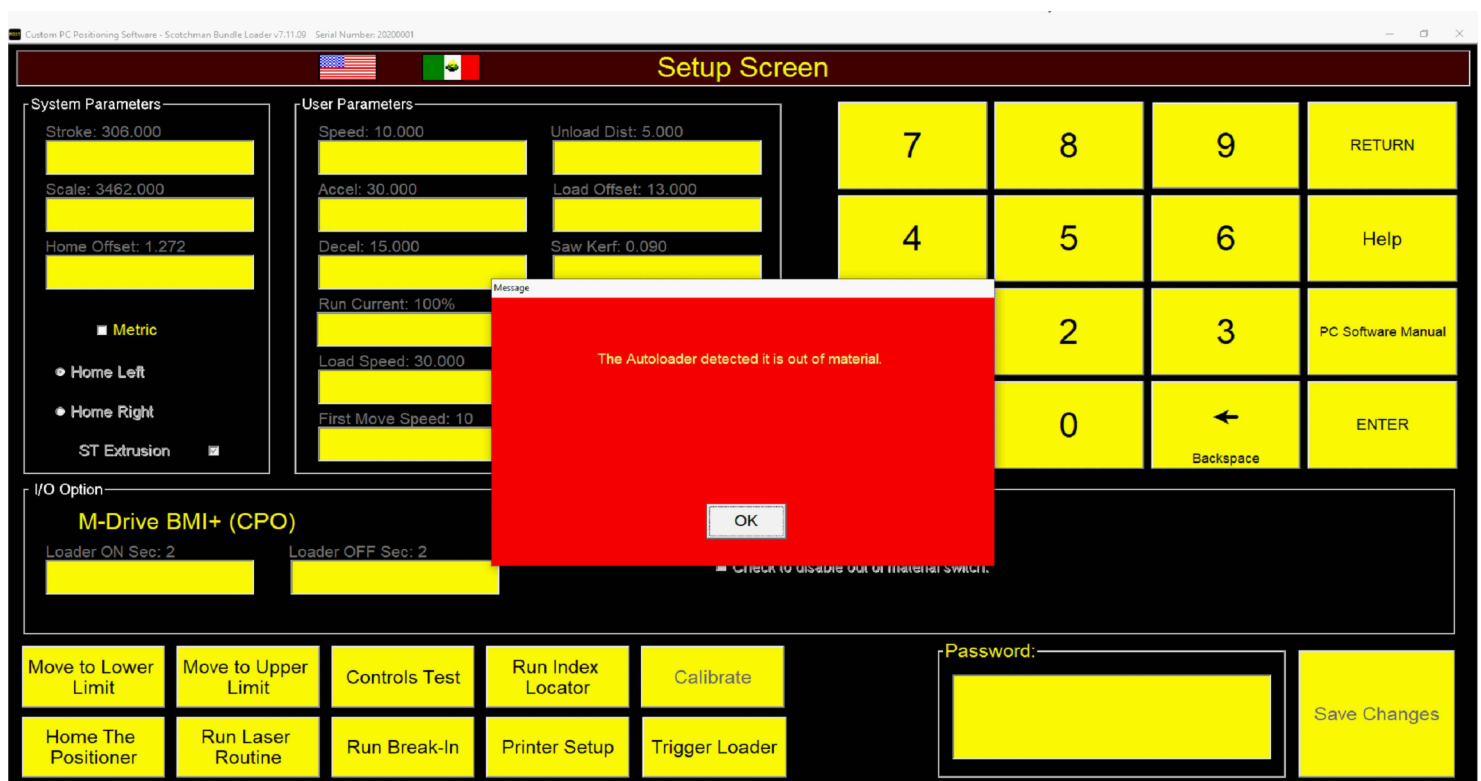 Custom PC Positioning Software - Scotchman Bundle Loader v7.11.09 Serial Number: 20200001
Setup Screen
System Parameters
Stroke: 306.000
Scale: 3462.000
Home Offset: 1.272
Metric
Home Left
Home Right
ST Extrusion
User Parameters
Speed: 10.000
Unload Dist: 5.000
Accel: 30.000
Load Offset: 13.000
Decel: 15.000
Saw Kerf: 0.090
Run Current: 100%
Load Speed: 30.000
First Move Speed: 10
7
8
9
RETURN
4
5
6
Help
2
3
PC Software Manual
0
Backspace
ENTER
Message
The Autoloader detected it is out of material.
OK
I/O Option
M-Drive BMI+ (CPO)
Loader ON Sec: 2
Loader OFF Sec: 2
Check to disable out of material switch.
Move to Lower
Limit
Move to Upper
Limit
Controls Test
Run Index
Locator
Calibrate
Home The
Positioner
Run Laser
Routine
Run Break-In
Printer Setup
Trigger Loader
Password:
Save Changes